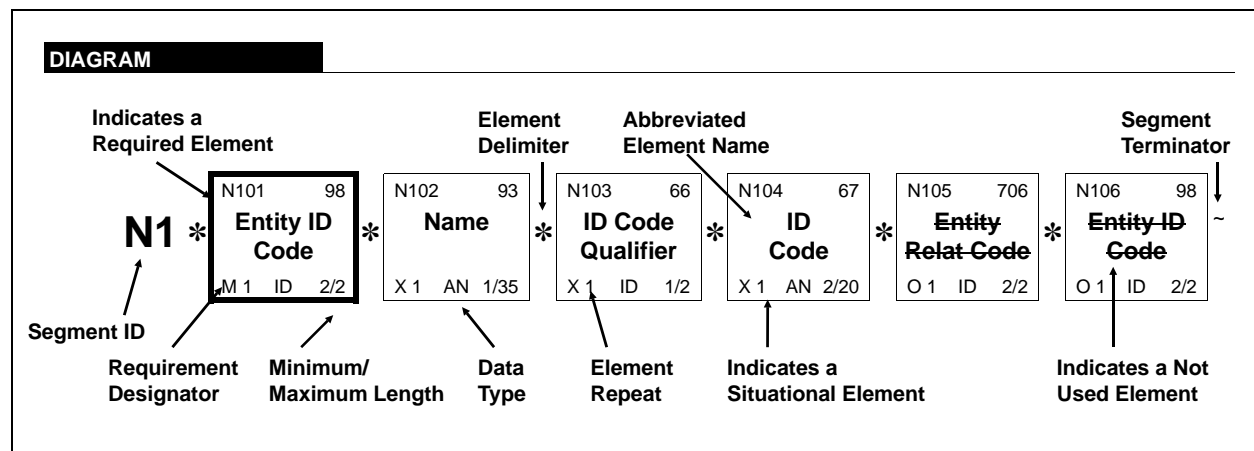 DIAGRAM
Indicates a
Required Element
Element
Delimiter
Abbreviated
Element Name
Segment
Terminator
N1 *
N101 98
Entity ID
Code
M 1 ID 2/2
*
N102 93
Name
X 1 AN 1/35
*
N103 66
ID Code
Qualifier
X 1 ID 1/2
*
N104 67
ID
Code
X 1 AN 2/20
*
N105 706
Entity
Relat Code
O 1 ID 2/2
*
N106 98
Entity ID
Code
O 1 ID 2/2
~
Segment ID
Requirement
Designator
Minimum/
Maximum Length
Data
Type
Element
Repeat
Indicates a
Situational Element
Indicates a Not
Used Element